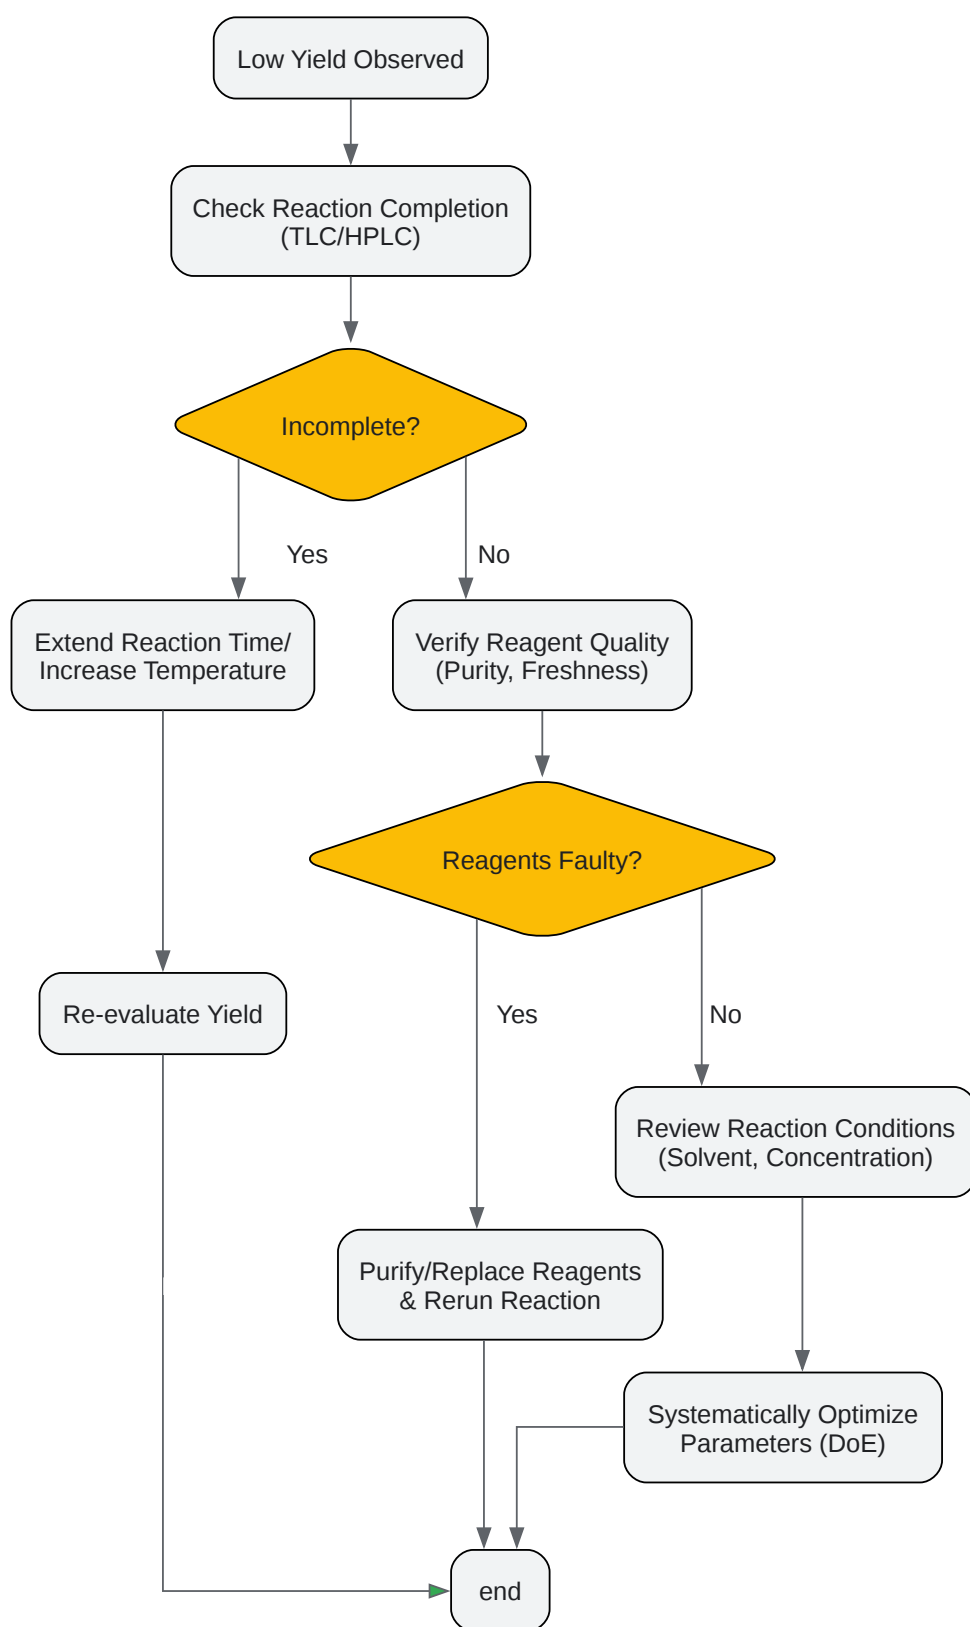 Low Yield Observed
Check Reaction Completion
(TLC/HPLC)
Incomplete?
Yes
No
Extend Reaction Time/
Increase Temperature
Verify Reagent Quality
(Purity, Freshness)
Reagents Faulty?
Re-evaluate Yield
Yes
No
Review Reaction Conditions
(Solvent, Concentration)
Purify/Replace Reagents
& Rerun Reaction
Systematically Optimize
Parameters (DoE)
end